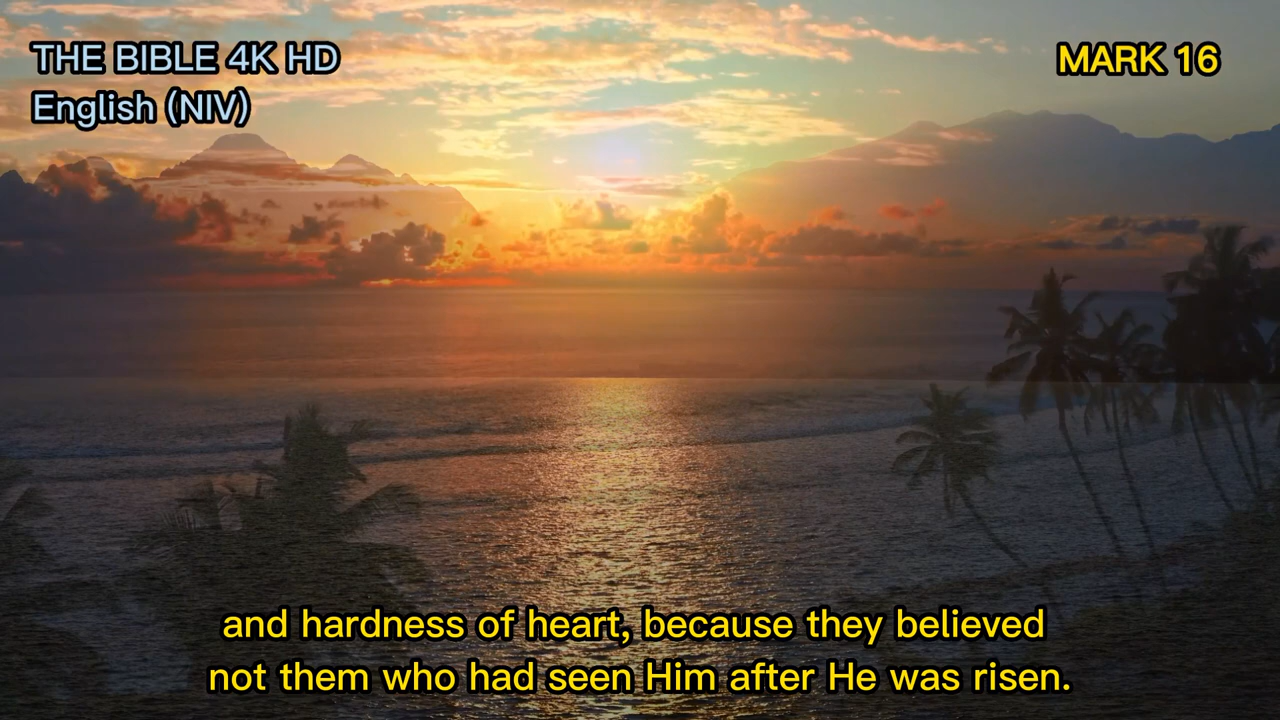 THE BIBLE 4K HD
English (NIV)
MARK 16
and hardness of heart, because they believed
not them who had seen Him after He was risen.